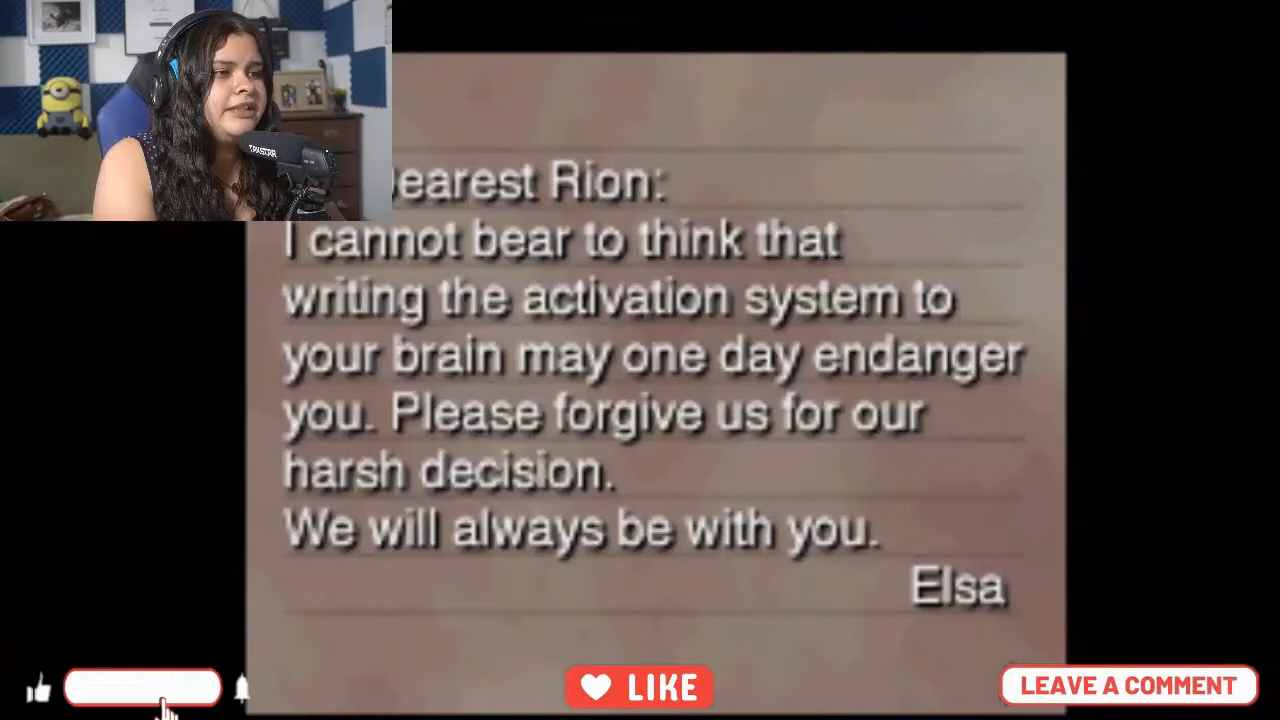 Rion:
I cannot bear to think that
writing the activation system to
your brain may one day endanger
you. Please forgive us for our
harsh decision.
We will always be with you.
Elsa
TAKSTAR
LIKE
LEAVE A COMMENT